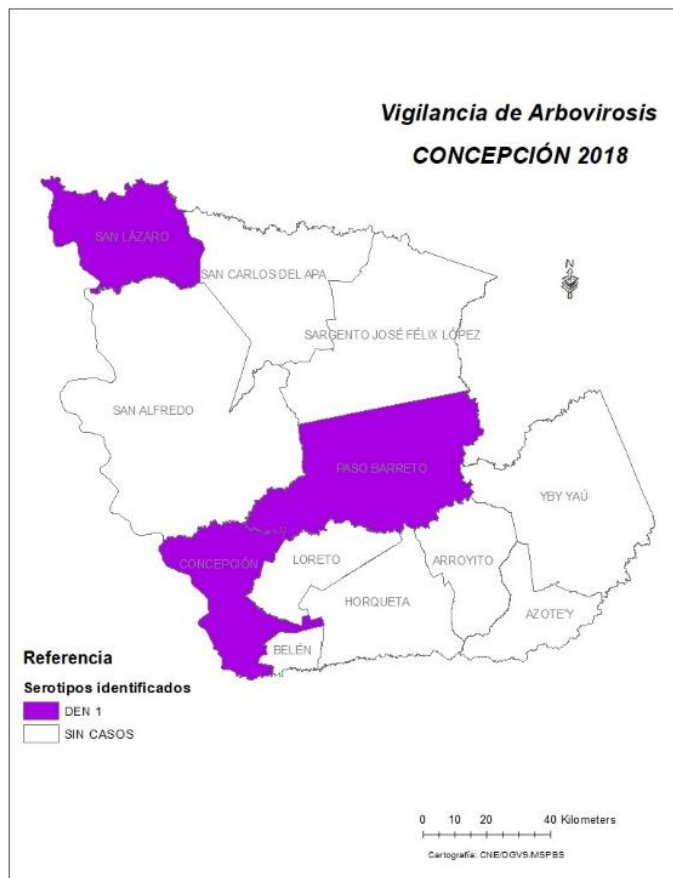 Vigilancia de Arbovirosis
CONCEPCIÓN 2018
N
SAN LÁZARO
SAN CARLOS DEL APA
SARGENTO JOSÉ FÉLIX LÓPEZ
SAN ALFREDO
PASO BARRETO
YBY YAÚ
CONCEPCIÓN
LORETO
ARROYITO
HORQUETA
AZOTE'Y
BELÉN
Referencia
Serotipos identificados
DEN 1
SIN CASOS
0 10 20 40 Kilometers
Cartografía: CNE/DGVS/MSPBS